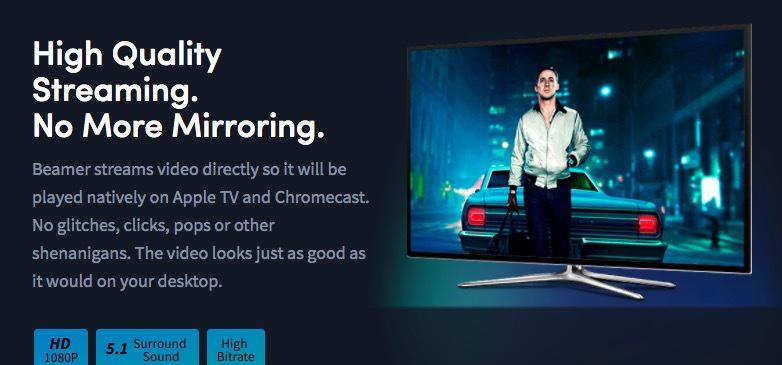 High Quality
Streaming.
No More Mirroring.
Beamer streams video directly so it will be
played natively on Apple TV and Chromecast.
No glitches, clicks, pops or other
shenanigans. The video looks just as good as
it would on your desktop.
HD
1080P
5.1 Surround
Sound
High
Bitrate